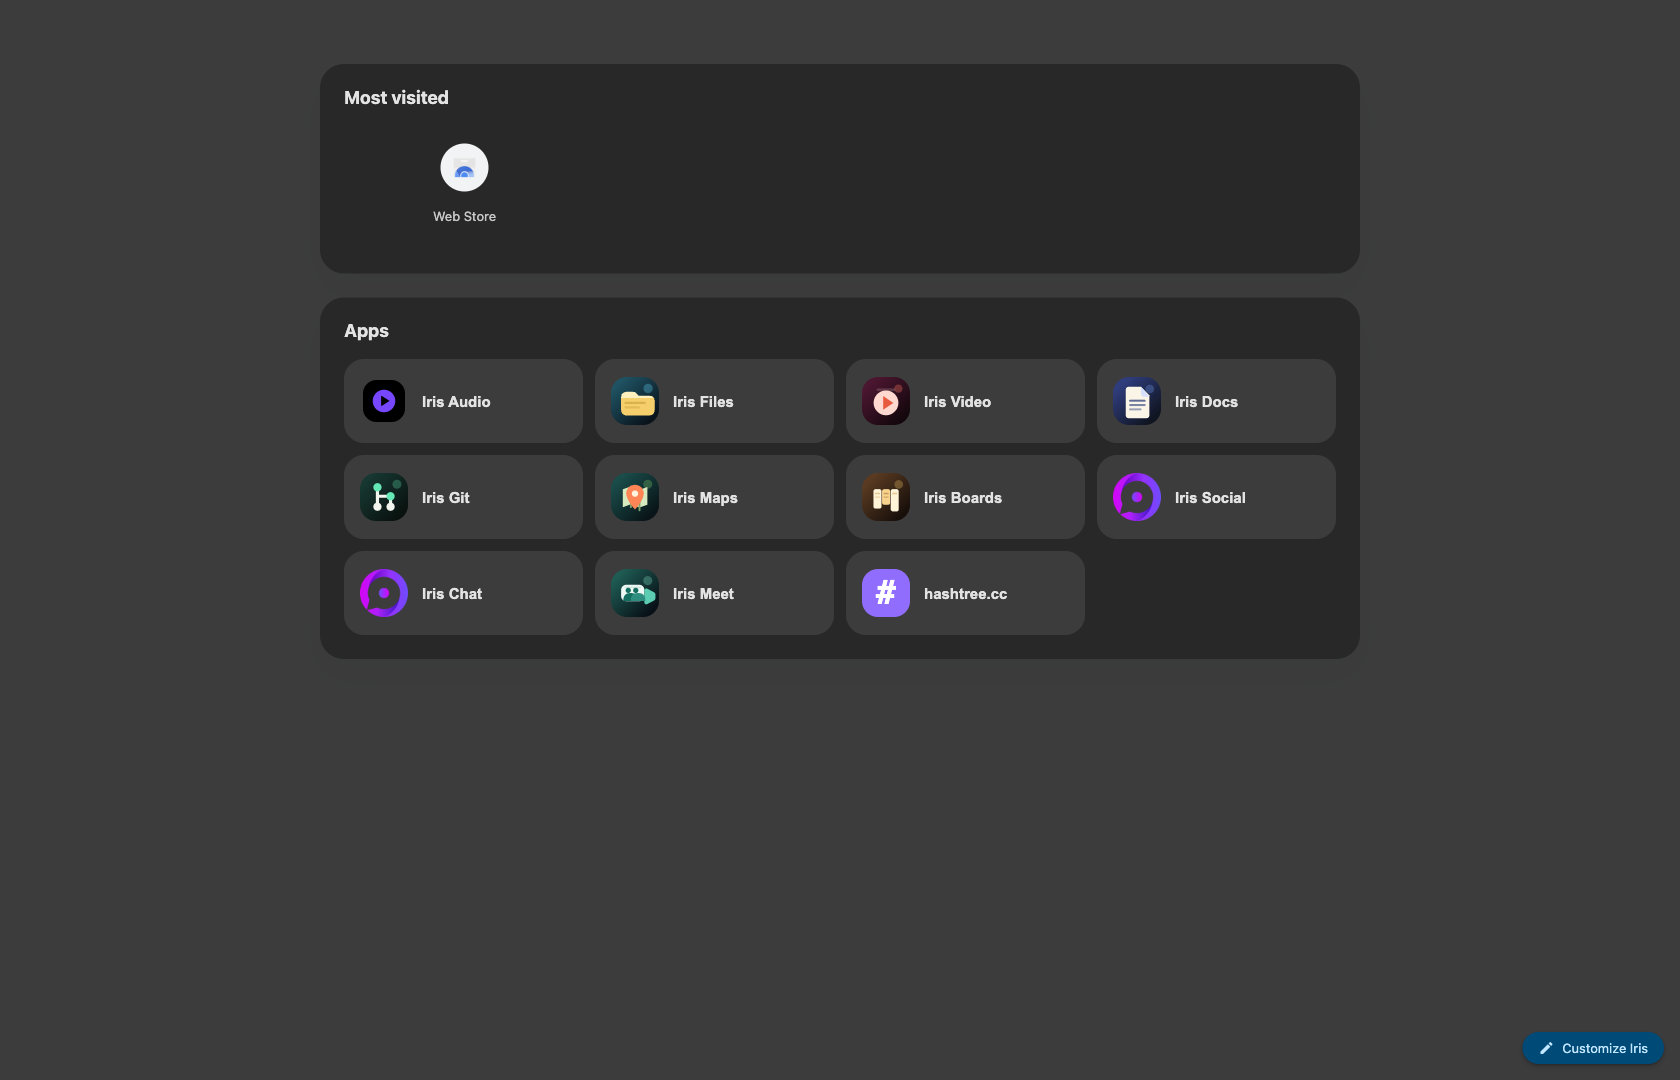 Most visited
Web Store
Apps
Iris Audio
Iris Files
Iris Video
Iris Docs
Iris Git
Iris Maps
Iris Boards
Iris Social
Iris Chat
Iris Meet
#
hashtree.cc
Customize Iris